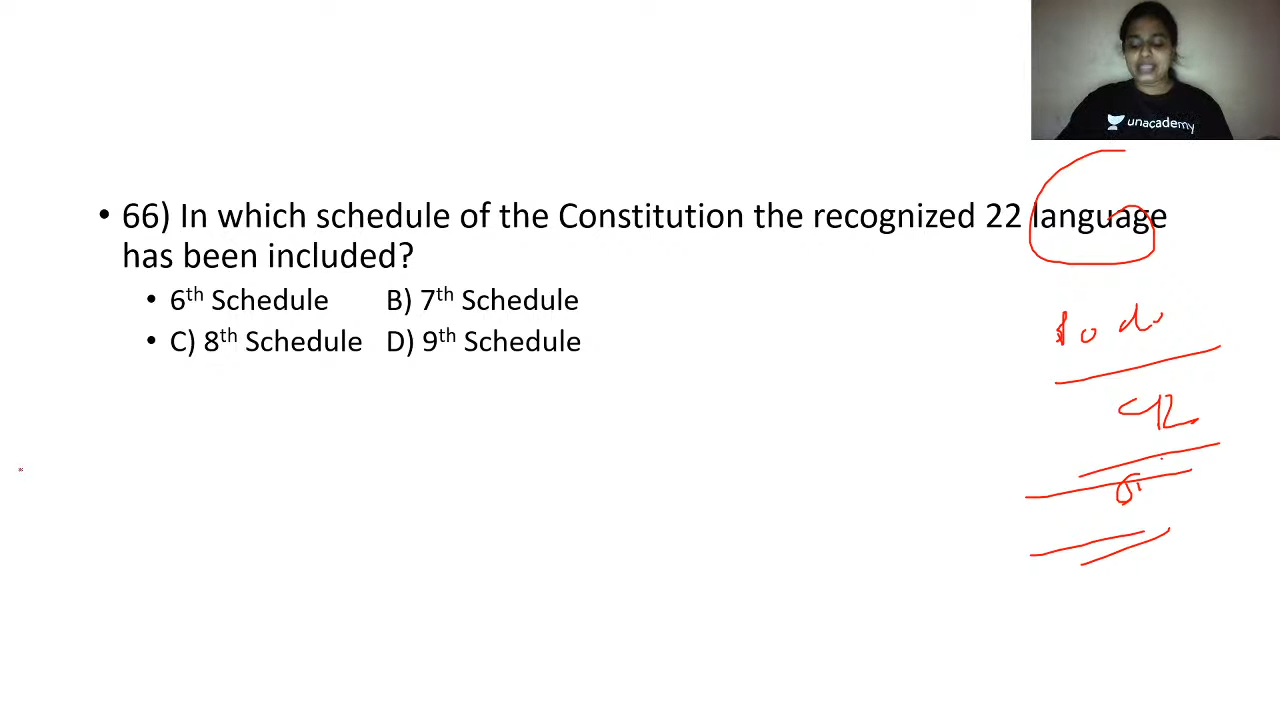 unacademy
• 66) In which schedule of the Constitution the recognized 22 language
has been included?
• 6th Schedule B) 7th Schedule
• C) 8th Schedule D) 9th Schedule